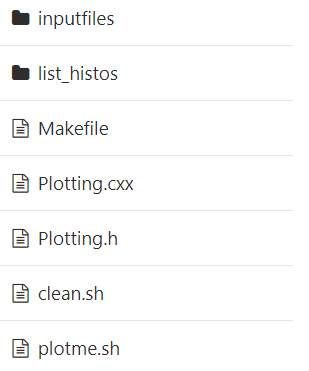 inputfiles
list_histos
Makefile
Plotting.cxx
Plotting.h
clean.sh
plotme.sh